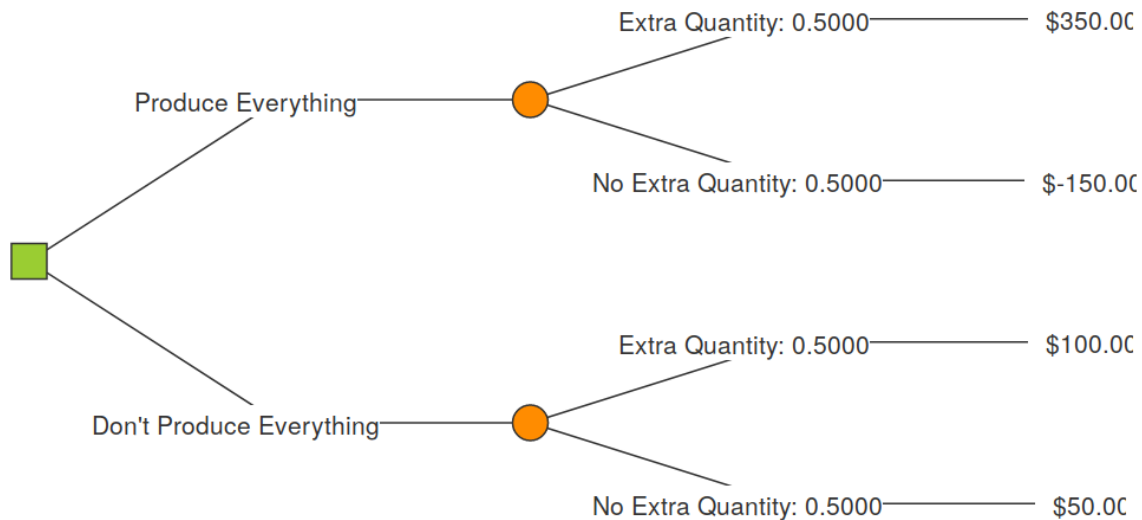 Extra Quantity: 0.5000 $350.00
Produce Everything
No Extra Quantity: 0.5000 $-150.00
Extra Quantity: 0.5000 $100.00
Don't Produce Everything
No Extra Quantity: 0.5000 $50.00